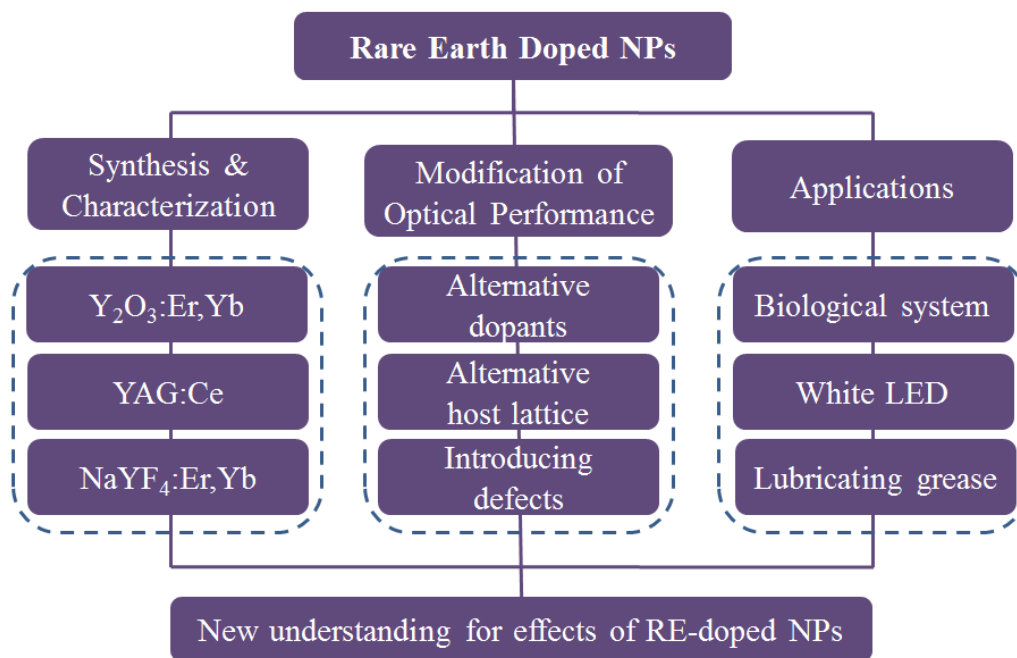 Rare Earth Doped NPs
Synthesis &
Characterization
Y₂O₃:Er,Yb
YAG:Ce
NaYF₄:Er,Yb
Modification of
Optical Performance
Alternative
dopants
Alternative
host lattice
Introducing
defects
Applications
Biological system
White LED
Lubricating grease
New understanding for effects of RE-doped NPs